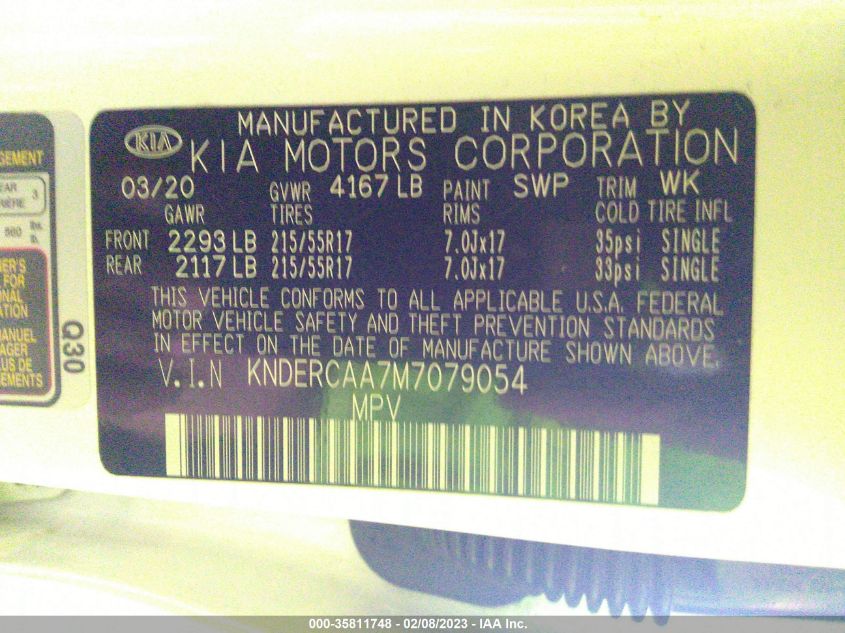 MANUFACTURED IN KOREA BY
KIA KIA MOTORS CORPORATION
03/20 GVWR 4167 LB PAINT SWP TRIM WK
GAWR TIRES RIMS COLD TIRE INFL
FRONT 2293 LB 215/55R17 7.0Jx17 35psi SINGLE
REAR 2117 LB 215/55R17 7.0Jx17 33psi SINGLE
THIS VEHICLE CONFORMS TO ALL APPLICABLE U.S.A. FEDERAL
MOTOR VEHICLE SAFETY AND THEFT PREVENTION STANDARDS
IN EFFECT ON THE DATE OF MANUFACTURE SHOWN ABOVE.
V.I.N KNDERCAA7M7079054
MPV
Q30
000-35811748 - 02/08/2023 - IAA Inc.